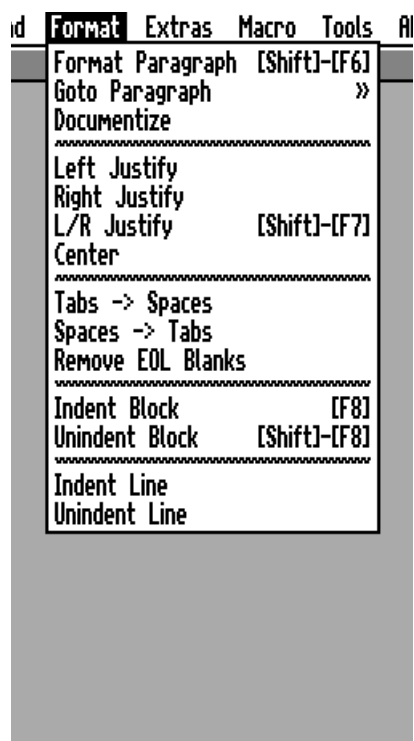 d Format Extras Macro Tools
Format Paragraph [Shift]-[F6]
Goto Paragraph »
Documentize
Left Justify
Right Justify
L/R Justify [Shift]-[F7]
Center
Tabs -> Spaces
Spaces -> Tabs
Remove EOL Blanks
Indent Block [F8]
Unindent Block [Shift]-[F8]
Indent Line
Unindent Line